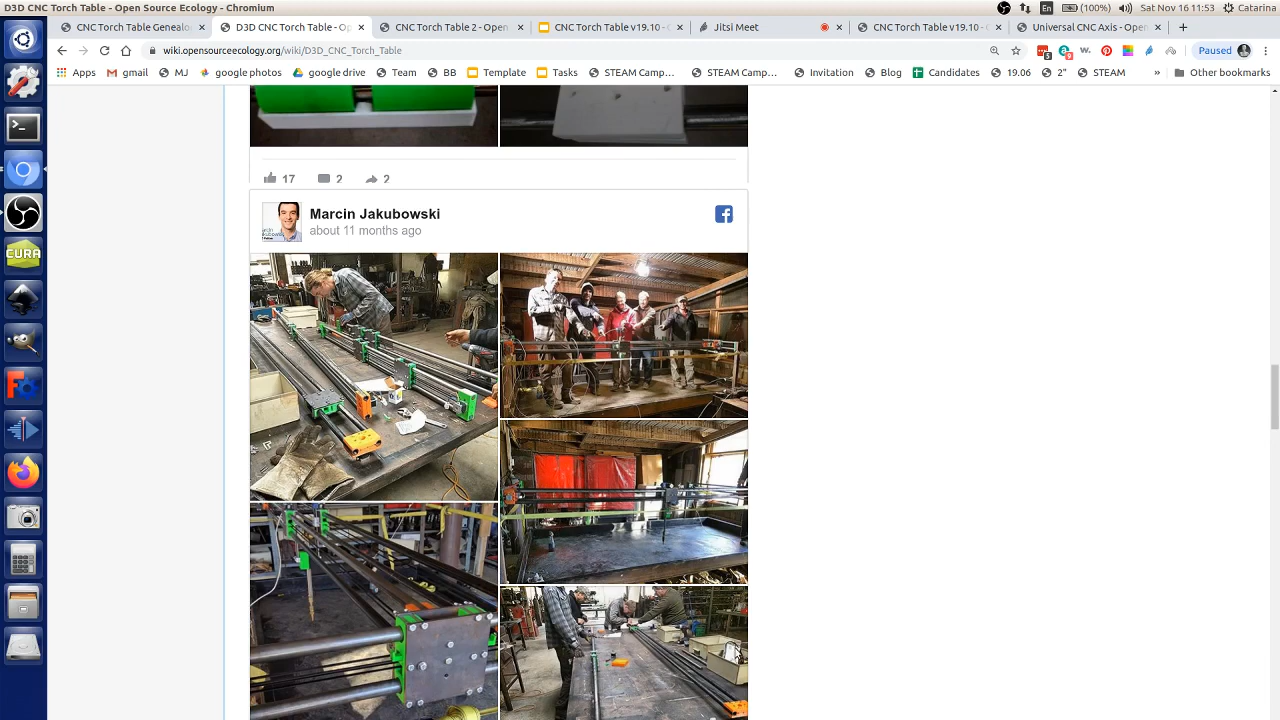 D3D CNC Torch Table - Open Source Ecology - Chromium
En
(100%)
Sat Nov 16 11:53
Catarina
CNC Torch Table Genealo
D3D CNC Torch Table - Op
CNC Torch Table 2 - Open
CNC Torch Table v19.10 - G
Jitsi Meet
CNC Torch Table v19.10 - G
Universal CNC Axis - Open
wiki.opensourceecology.org/wiki/D3D_CNC_Torch_Table
Paused
Apps
gmail
MJ
google photos
google drive
Team
BB
Template
Tasks
STEAM Camp...
STEAM Camp...
Invitation
Blog
Candidates
19.06
2"
STEAM
»
Other bookmarks
17
2
2
Marcin Jakubowski
about 11 months ago
CURA